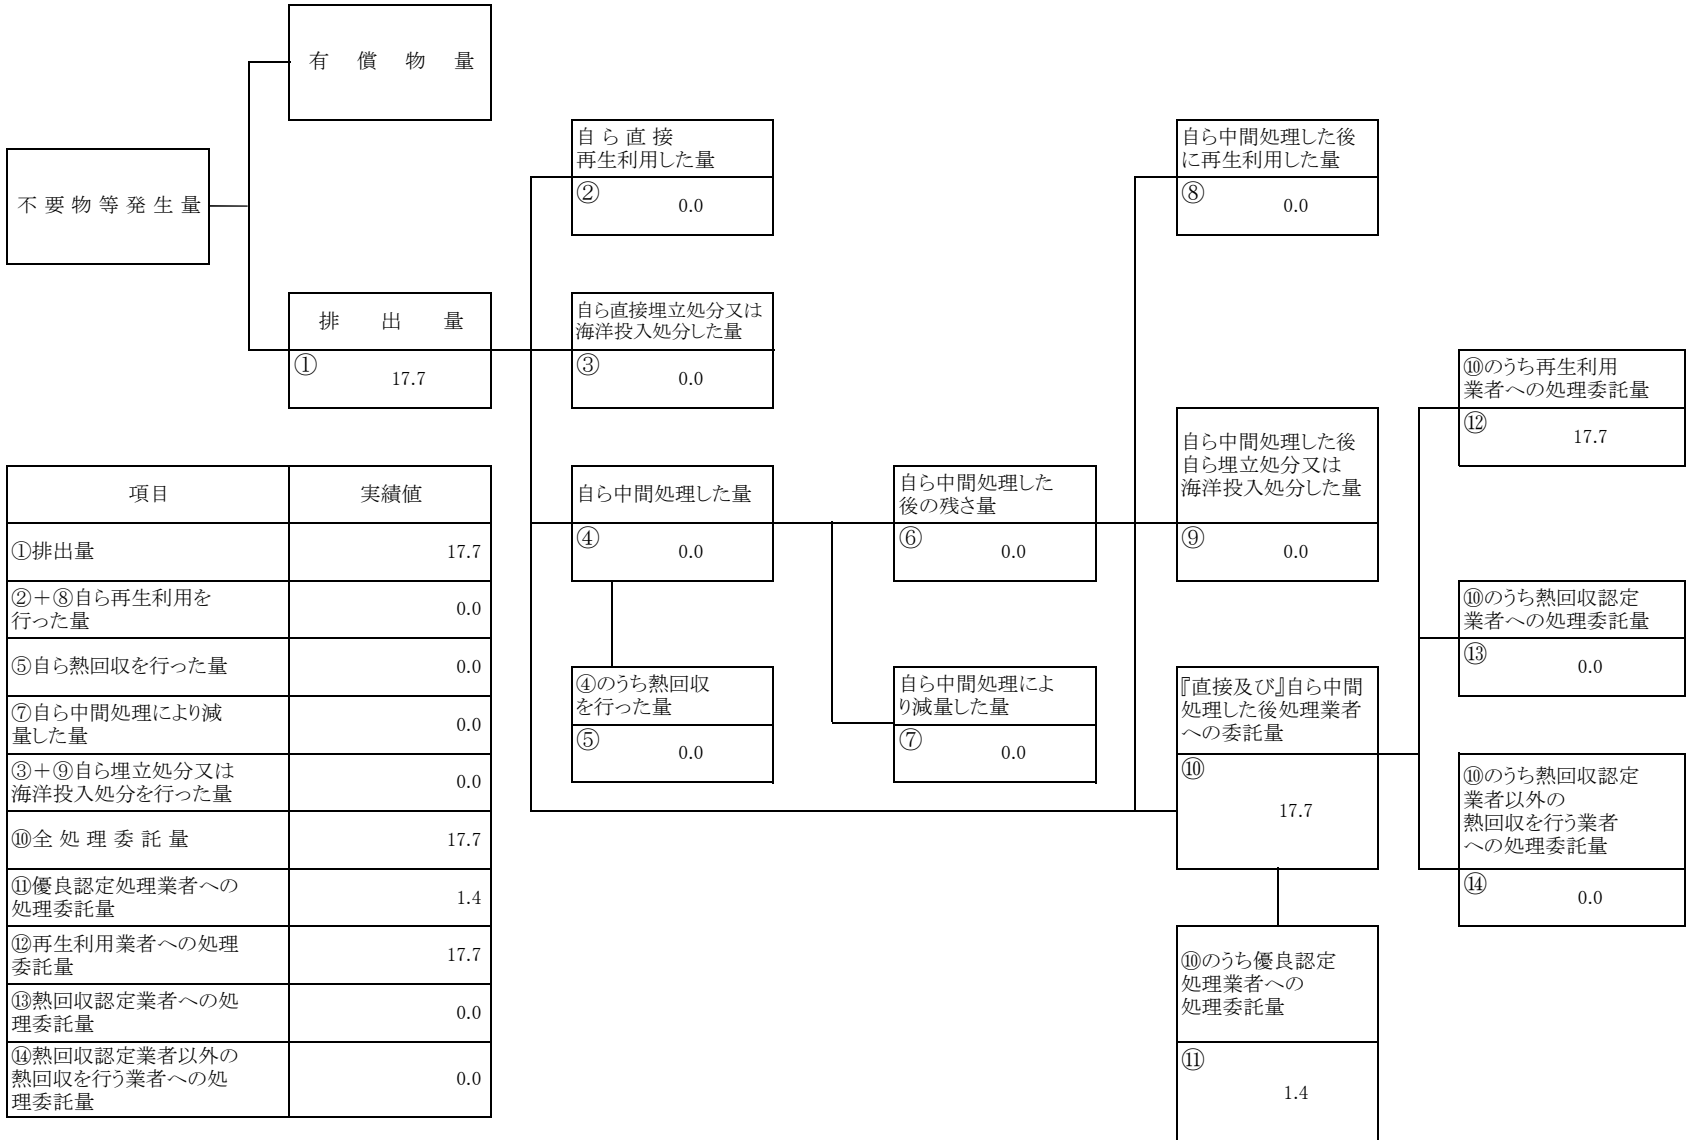 有 償 物 量
不 要 物 等 発 生 量
排 出 量
① 17.7
自 ら 直 接
再生利用した量
② 0.0
自ら直接埋立処分又は
海洋投入処分した量
③ 0.0
自ら中間処理した量
④ 0.0
④のうち熱回収
を行った量
⑤ 0.0
自ら中間処理した
後の残さ量
⑥ 0.0
自ら中間処理によ
り減量した量
⑦ 0.0
自ら中間処理した後
に再生利用した量
⑧ 0.0
自ら中間処理した後
自ら埋立処分又は
海洋投入処分した量
⑨ 0.0
『直接及び』自ら中間
処理した後処理業者
への委託量
⑩
17.7
⑩のうち優良認定
処理業者への
処理委託量
⑪
1.4
⑩のうち再生利用
業者への処理委託量
⑫ 17.7
⑩のうち熱回収認定
業者への処理委託量
⑬ 0.0
⑩のうち熱回収認定
業者以外の
熱回収を行う業者
への処理委託量
⑭ 0.0
項目 実績値
①排出量 17.7
②＋⑧自ら再生利用を
行った量 0.0
⑤自ら熱回収を行った量 0.0
⑦自ら中間処理により減
量した量 0.0
③＋⑨自ら埋立処分又は
海洋投入処分を行った量 0.0
⑩全 処 理 委 託 量 17.7
⑪優良認定処理業者への
処理委託量 1.4
⑫再生利用業者への処理
委託量 17.7
⑬熱回収認定業者への処
理委託量 0.0
⑭熱回収認定業者以外の
熱回収を行う業者への処
理委託量 0.0